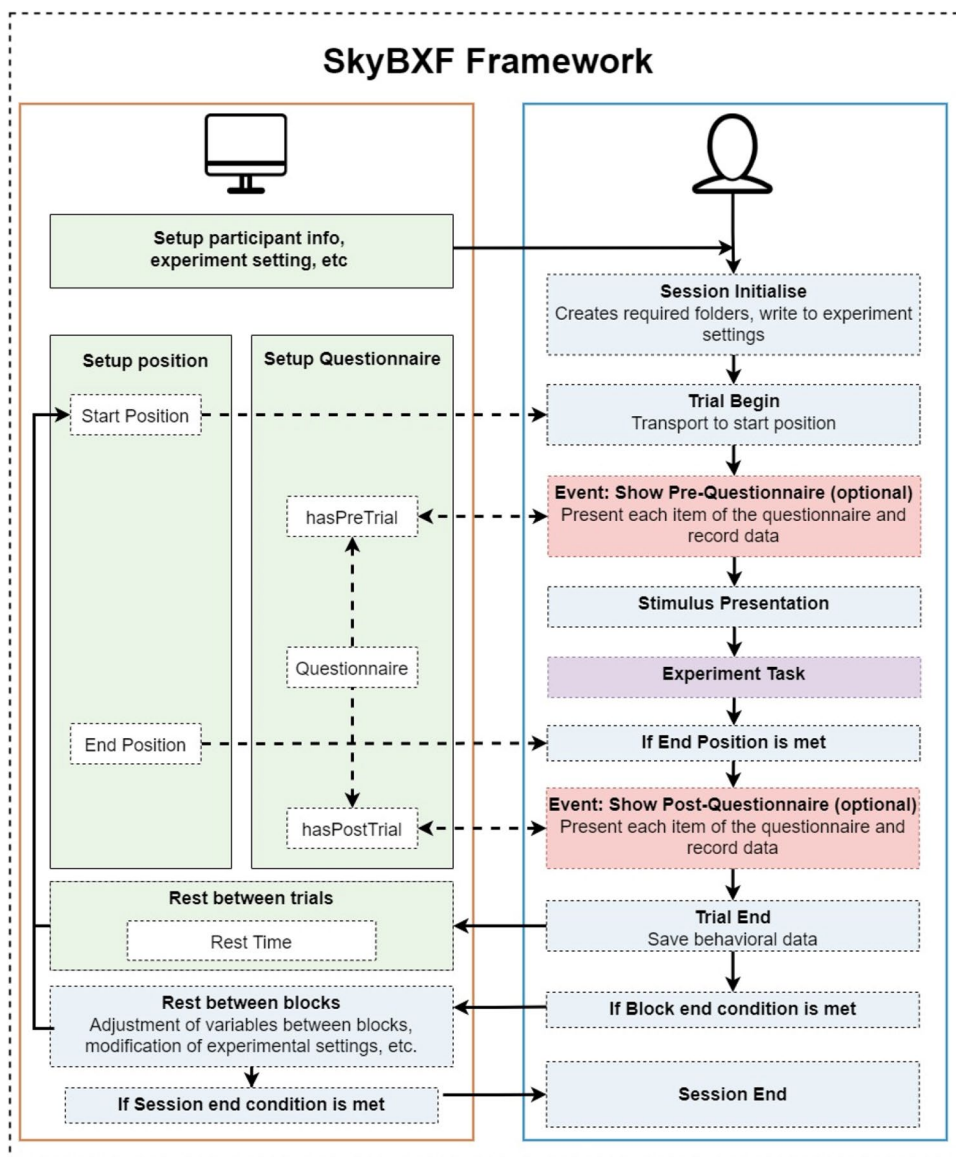 SkyBXF Framework
Setup participant info,
experiment setting, etc
Setup position
Start Position
End Position
Setup Questionnaire
hasPreTrial
Questionnaire
hasPostTrial
Rest between trials
Rest Time
Rest between blocks
Adjustment of variables between blocks,
modification of experimental settings, etc.
If Session end condition is met
Session Initialise
Creates required folders, write to experiment
settings
Trial Begin
Transport to start position
Event: Show Pre-Questionnaire (optional)
Present each item of the questionnaire and
record data
Stimulus Presentation
Experiment Task
If End Position is met
Event: Show Post-Questionnaire (optional)
Present each item of the questionnaire and
record data
Trial End
Save behavioral data
If Block end condition is met
Session End